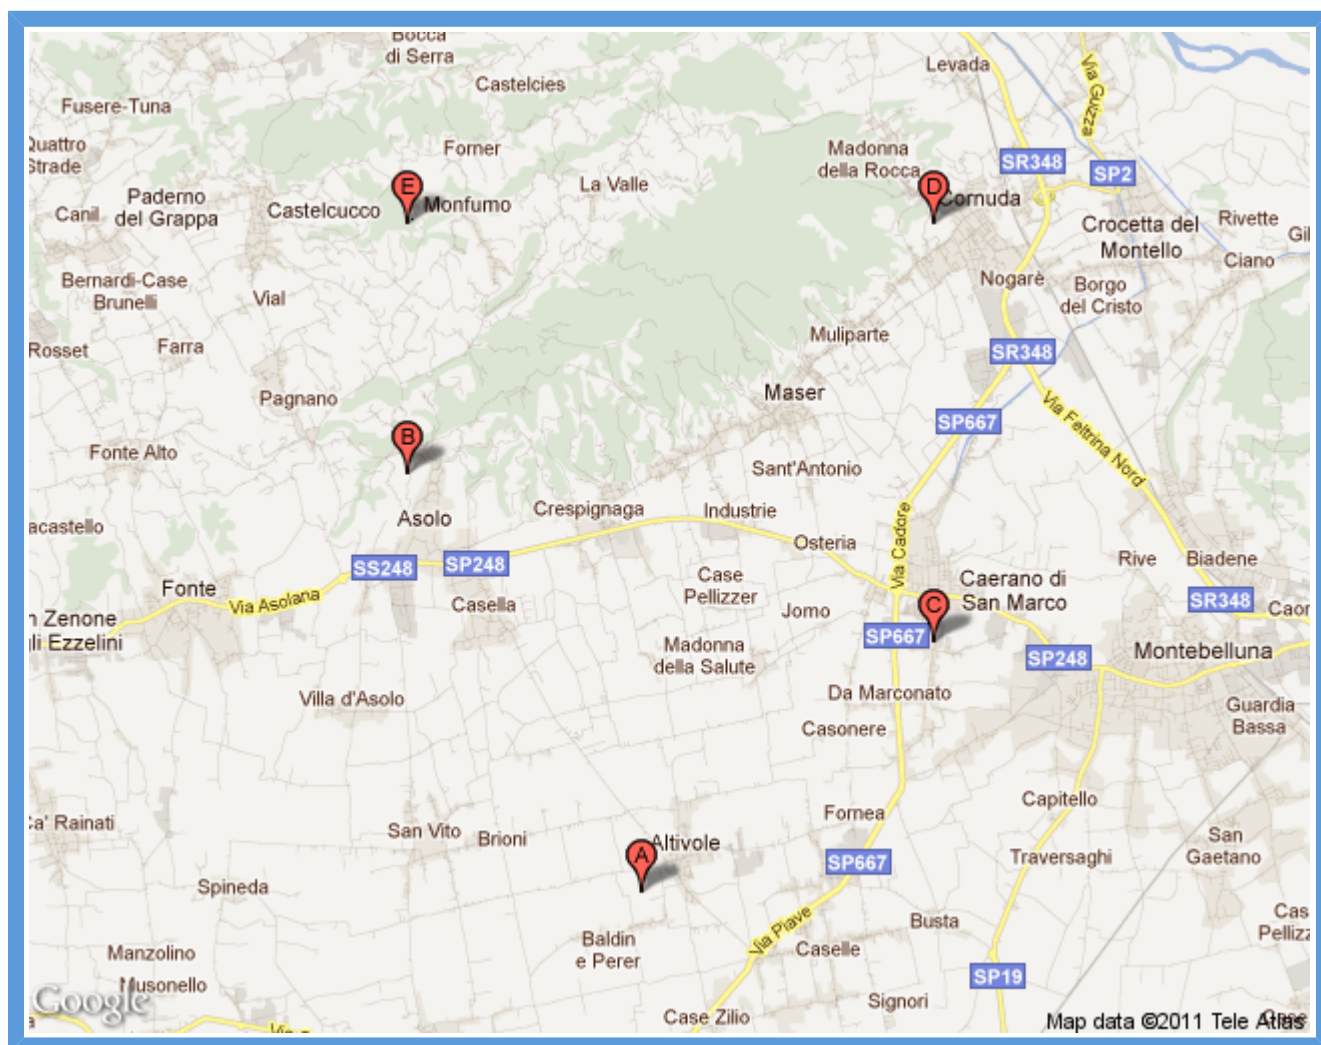 Bocca
di Serra
Levada
Castelcies
Via Guizza
Fusere-Tuna
Quattro
Strade
Forner
Madonna
della Rocca
SR348
SP2
La Valle
Paderno
del Grappa
Canil
Castelcucco
E
Monfumo
D
Cornuda
Crocetta del
Montello
Rivette
Ciano
Bernardi-Case
Brunelli
Vial
Nogarè
Borgo
del Cristo
Rosset
Farra
Muliparte
SR348
Pagnano
Maser
SP667
Via Feltrina Nord
B
Fonte Alto
Sant'Antonio
Asolo
Crespignaga
Industrie
Via Cadore
acastello
Osteria
Rive
Biadene
SS248
SP248
Fonte
Via Asolana
Casella
Case
Pellizzer
Jomo
Caerano di
San Marco
C
SR348
Caor
n Zenone
li Ezzelini
SP667
Madonna
della Salute
SP248
Montebelluna
Villa d'Asolo
Da Marconato
Casonere
Guardia
Bassa
Capitello
Fornea
Ca' Rainati
San Vito
Brioni
Altivole
A
SP667
Traversaghi
San
Gaetano
Spineda
Via Piave
Busta
Cas
Pelliz
Baldin
e Perer
Caselle
Manzolino
Musonello
SP19
Google
Signori
Case Zilio
Map data ©2011 Tele Atlas